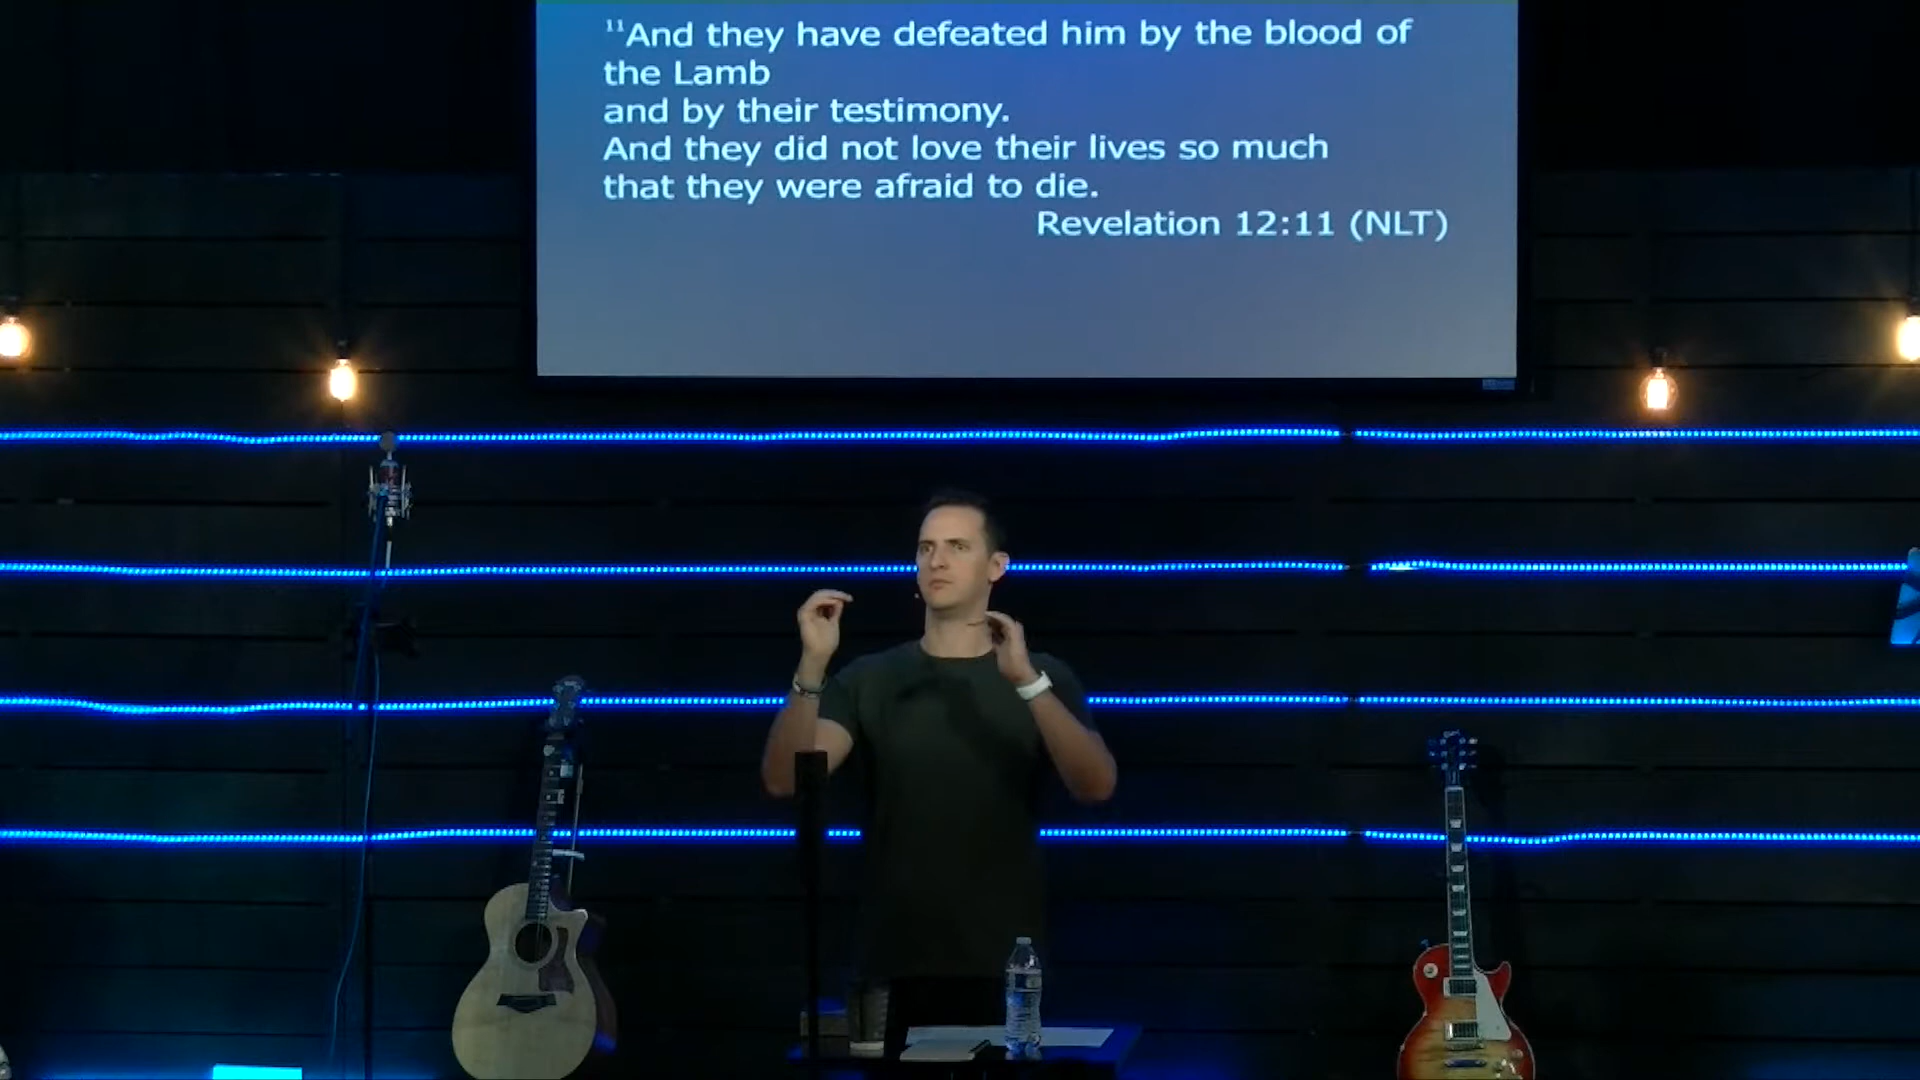 ¹¹And they have defeated him by the blood of
the Lamb
and by their testimony.
And they did not love their lives so much
that they were afraid to die.
Revelation 12:11 (NLT)